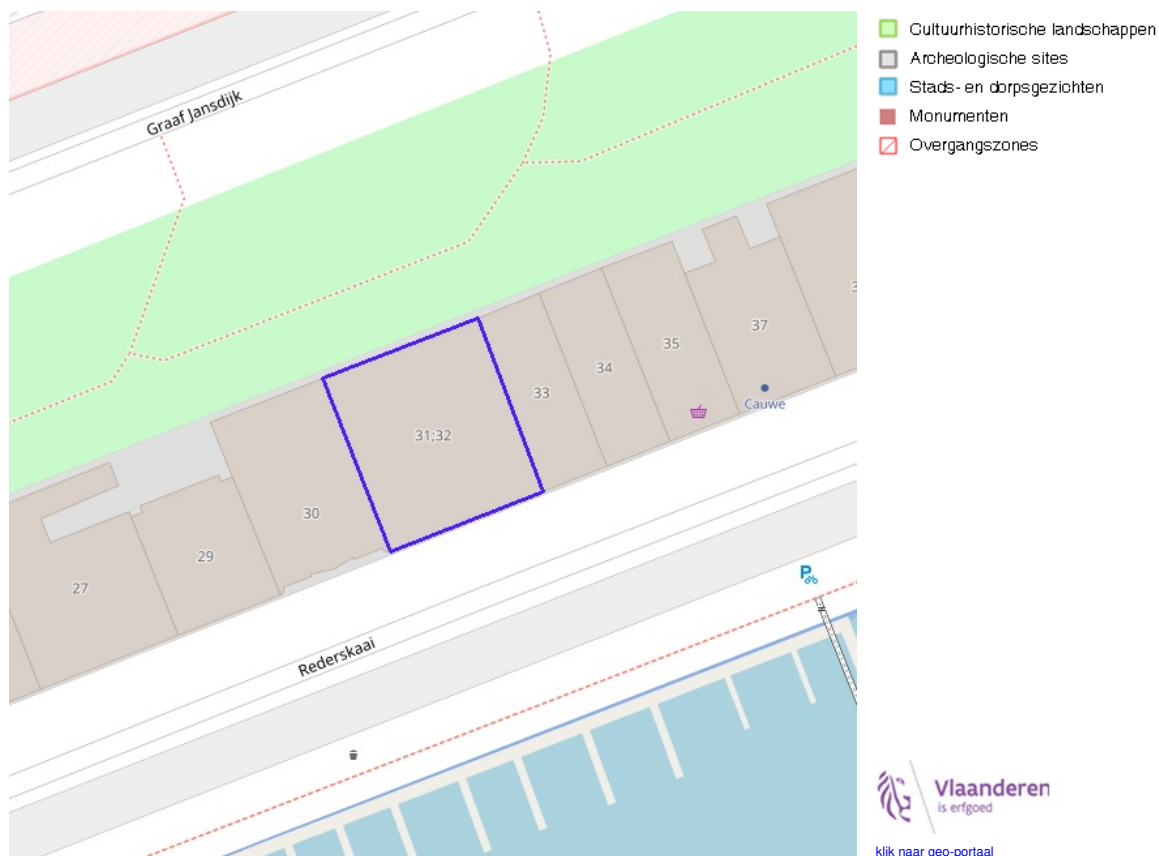 Graaf Jansdijk
37
35
34
33
31;32
Cauwe
30
29
27
Rederskaai
P
Cultuurhistorische landschappen
Archeologische sites
Stads- en dorpsgezichten
Monumenten
Overgangszones
Vlaanderen
is erfgoed
klik naar geo-portaal